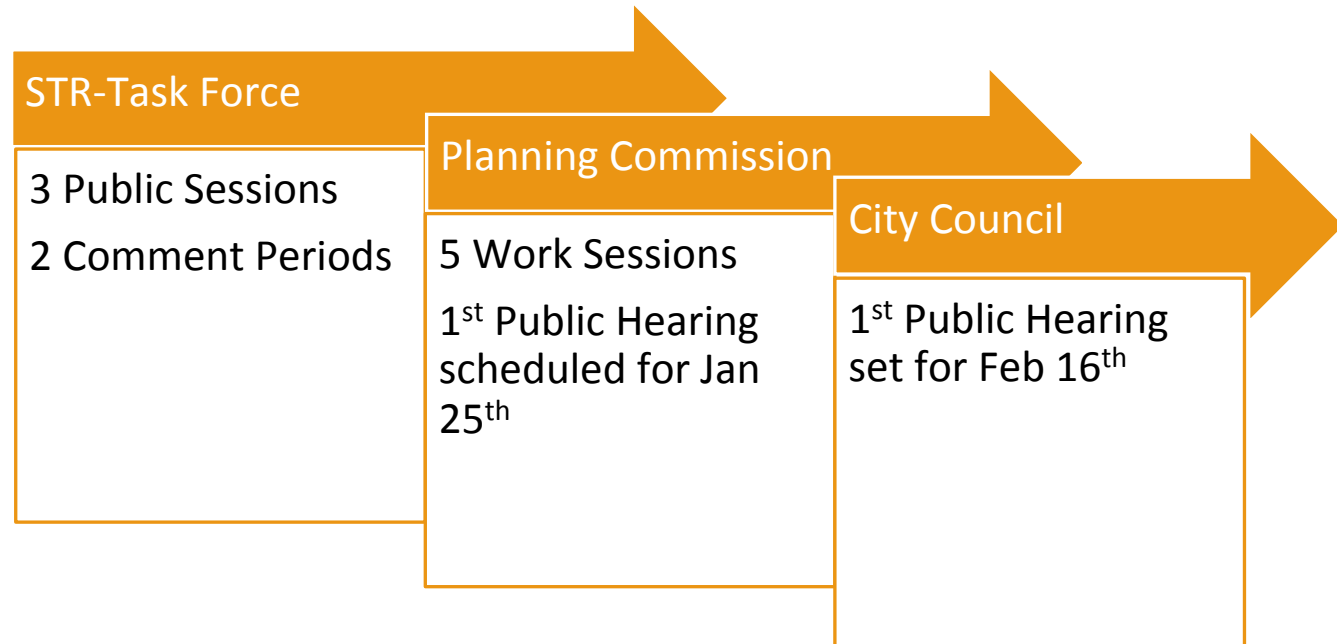 STR-Task Force
3 Public Sessions
2 Comment Periods
Planning Commission
5 Work Sessions
1st Public Hearing
scheduled for Jan
25th
City Council
1st Public Hearing
set for Feb 16th